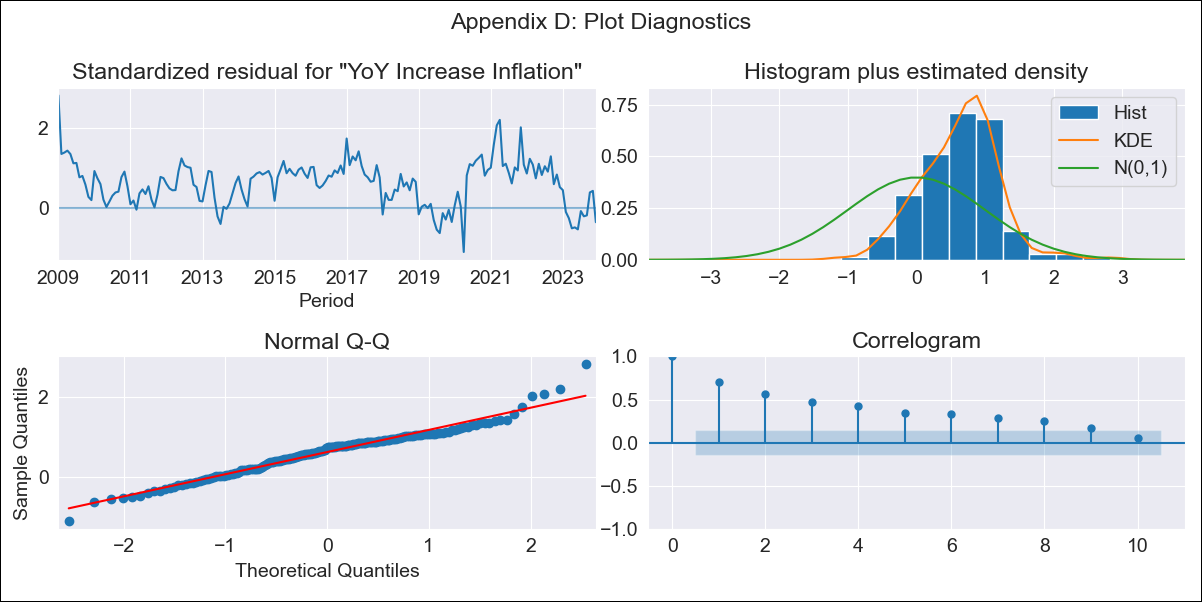 Appendix D: Plot Diagnostics
Standardized residual for "YoY Increase Inflation"
2
0
2009 2011 2013 2015 2017 2019 2021 2023
Period
Histogram plus estimated density
0.75
0.50
0.25
0.00
−3 −2 −1 0 1 2 3
Hist
KDE
N(0,1)
Normal Q-Q
Sample Quantiles
2
0
−2 −1 0 1 2
Theoretical Quantiles
Correlogram
1.0
0.5
0.0
−0.5
−1.0
0 2 4 6 8 10